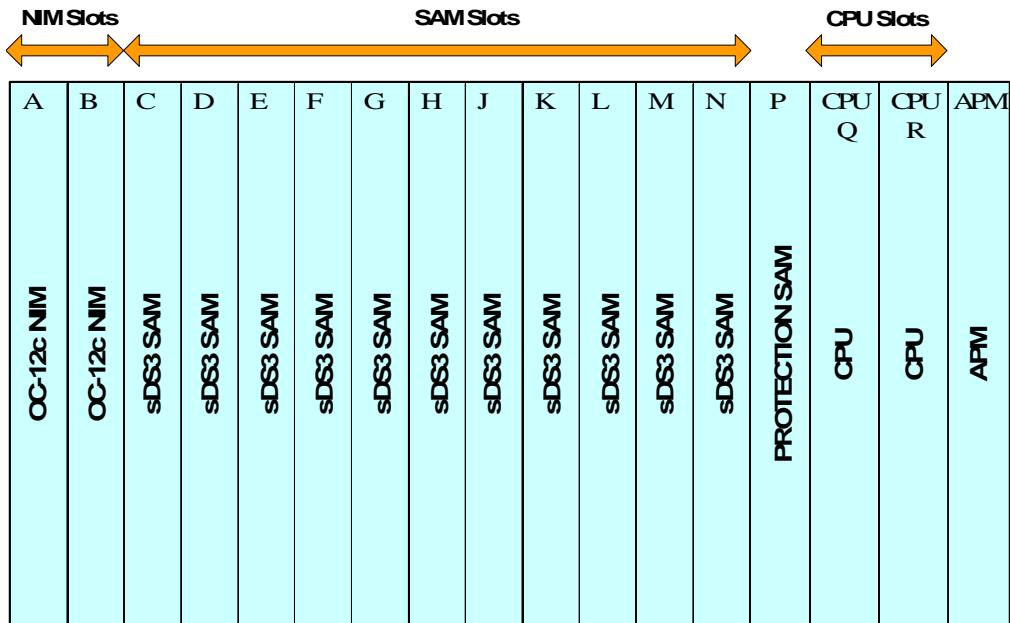 NIM Slots
SAM Slots
CPU Slots
A
B
C
D
E
F
G
H
J
K
L
M
N
P
CPU
Q
CPU
R
APM
OC-12c NIM
OC-12c NIM
sDS3 SAM
sDS3 SAM
sDS3 SAM
sDS3 SAM
sDS3 SAM
sDS3 SAM
sDS3 SAM
sDS3 SAM
sDS3 SAM
sDS3 SAM
sDS3 SAM
PROTECTION SAM
CPU
CPU
APM